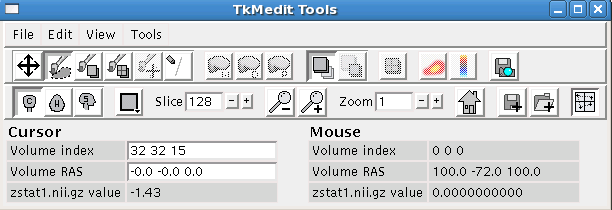 TkMedit Tools
File Edit View Tools
C H S Slice 128 Zoom 1
Cursor
Volume index 32 32 15
Volume RAS -0.0 -0.0 0.0
zstat1.nii.gz value -1.43
Mouse
Volume index 0 0 0
Volume RAS 100.0 -72.0 100.0
zstat1.nii.gz value 0.0000000000